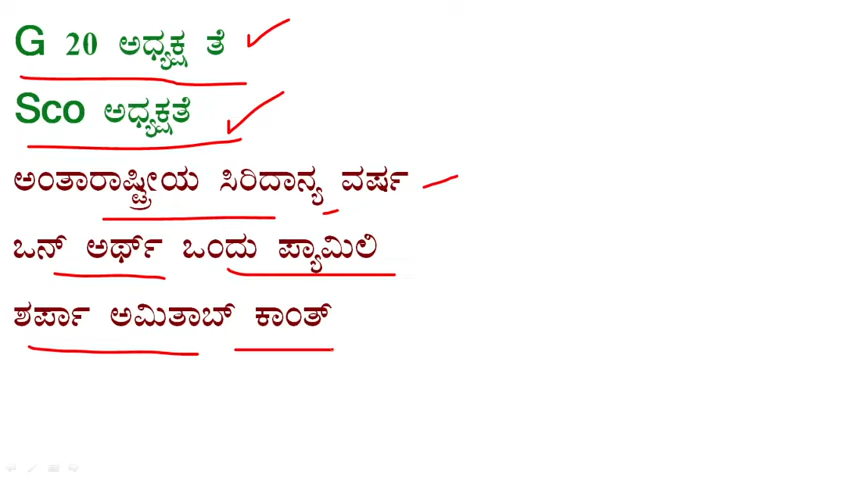 G 20 ಅಧ್ಯಕ್ಷ ತೆ
Sco ಅಧ್ಯಕ್ಷತೆ
ಅಂತಾರಾಷ್ಟ್ರೀಯ ಸಿರಿದಾನ್ಯ ವರ್ಷ
ಒನ್ ಅರ್ಥ್ ಒಂದು ಪ್ಯಾಮಿಲಿ
ಶರ್ಪಾ ಅಮಿತಾಬ್ ಕಾಂತ್